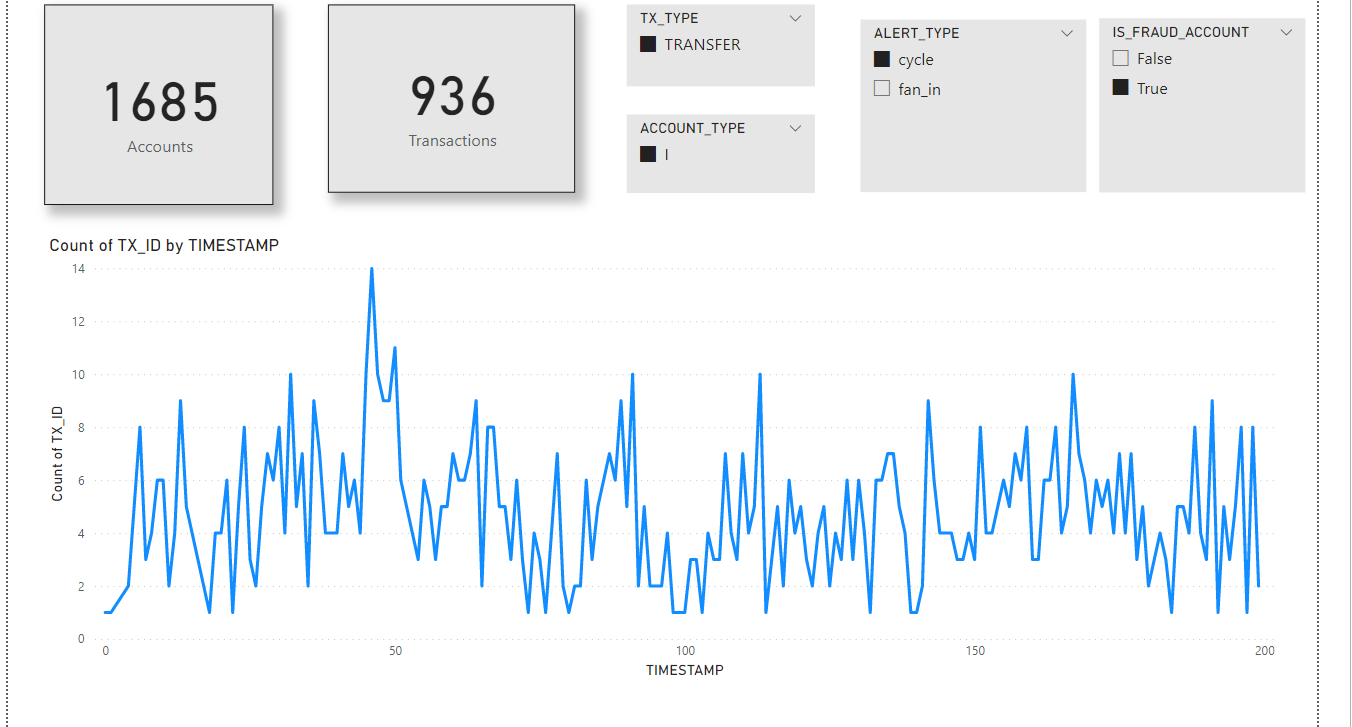 1685
Accounts
936
Transactions
TX_TYPE
TRANSFER
ACCOUNT_TYPE
I
ALERT_TYPE
cycle
fan_in
IS_FRAUD_ACCOUNT
False
True
Count of TX_ID by TIMESTAMP
14
12
10
8
6
4
2
0
Count of TX_ID
0
50
100
150
200
TIMESTAMP